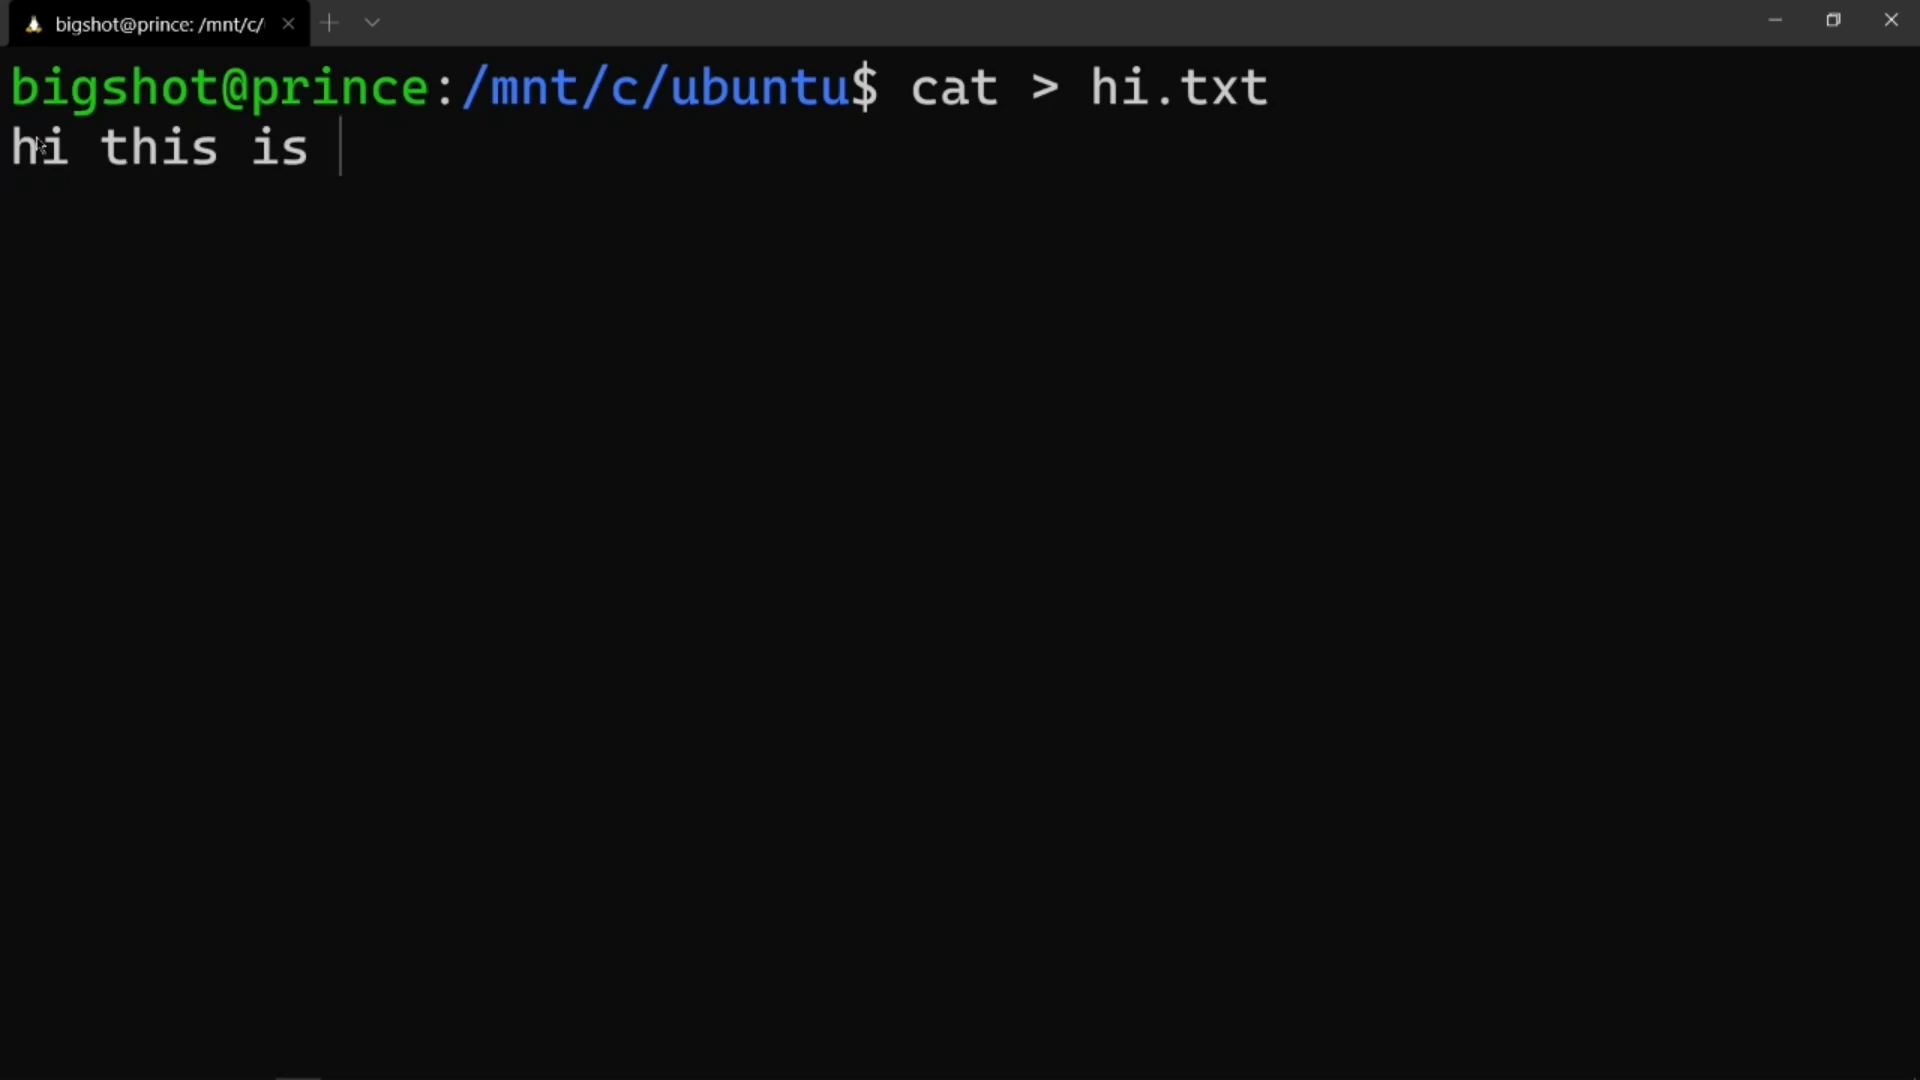 bigshot@prince: /mnt/c/
bigshot@prince:/mnt/c/ubuntu$ cat > hi.txt
hi this is